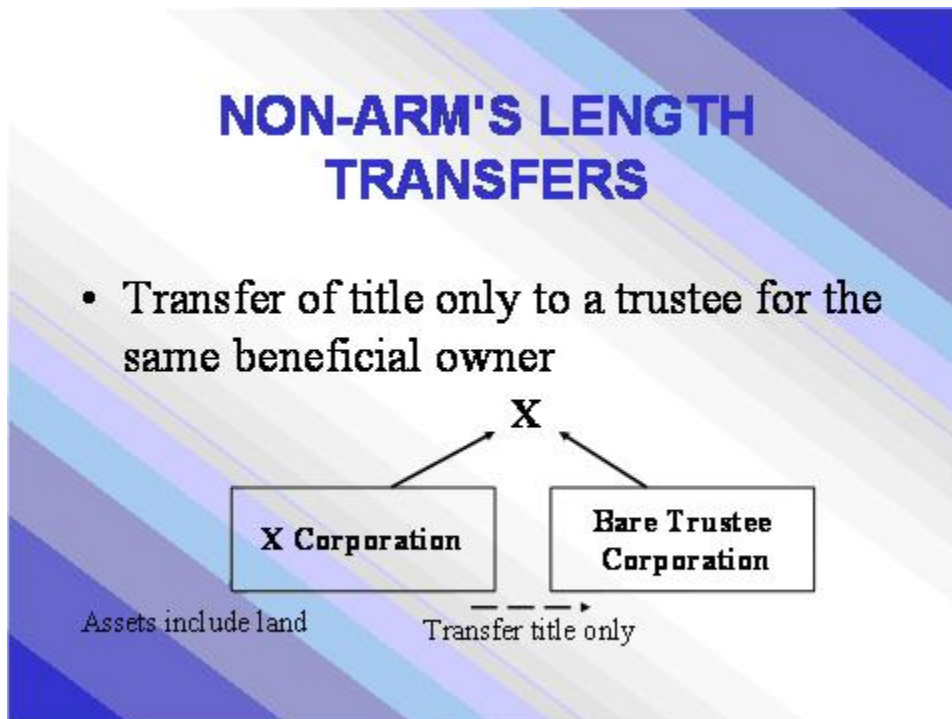 NON-ARM'S LENGTH
TRANSFERS
• Transfer of title only to a trustee for the
same beneficial owner
X
X Corporation
Bare Trustee
Corporation
Assets include land
Transfer title only